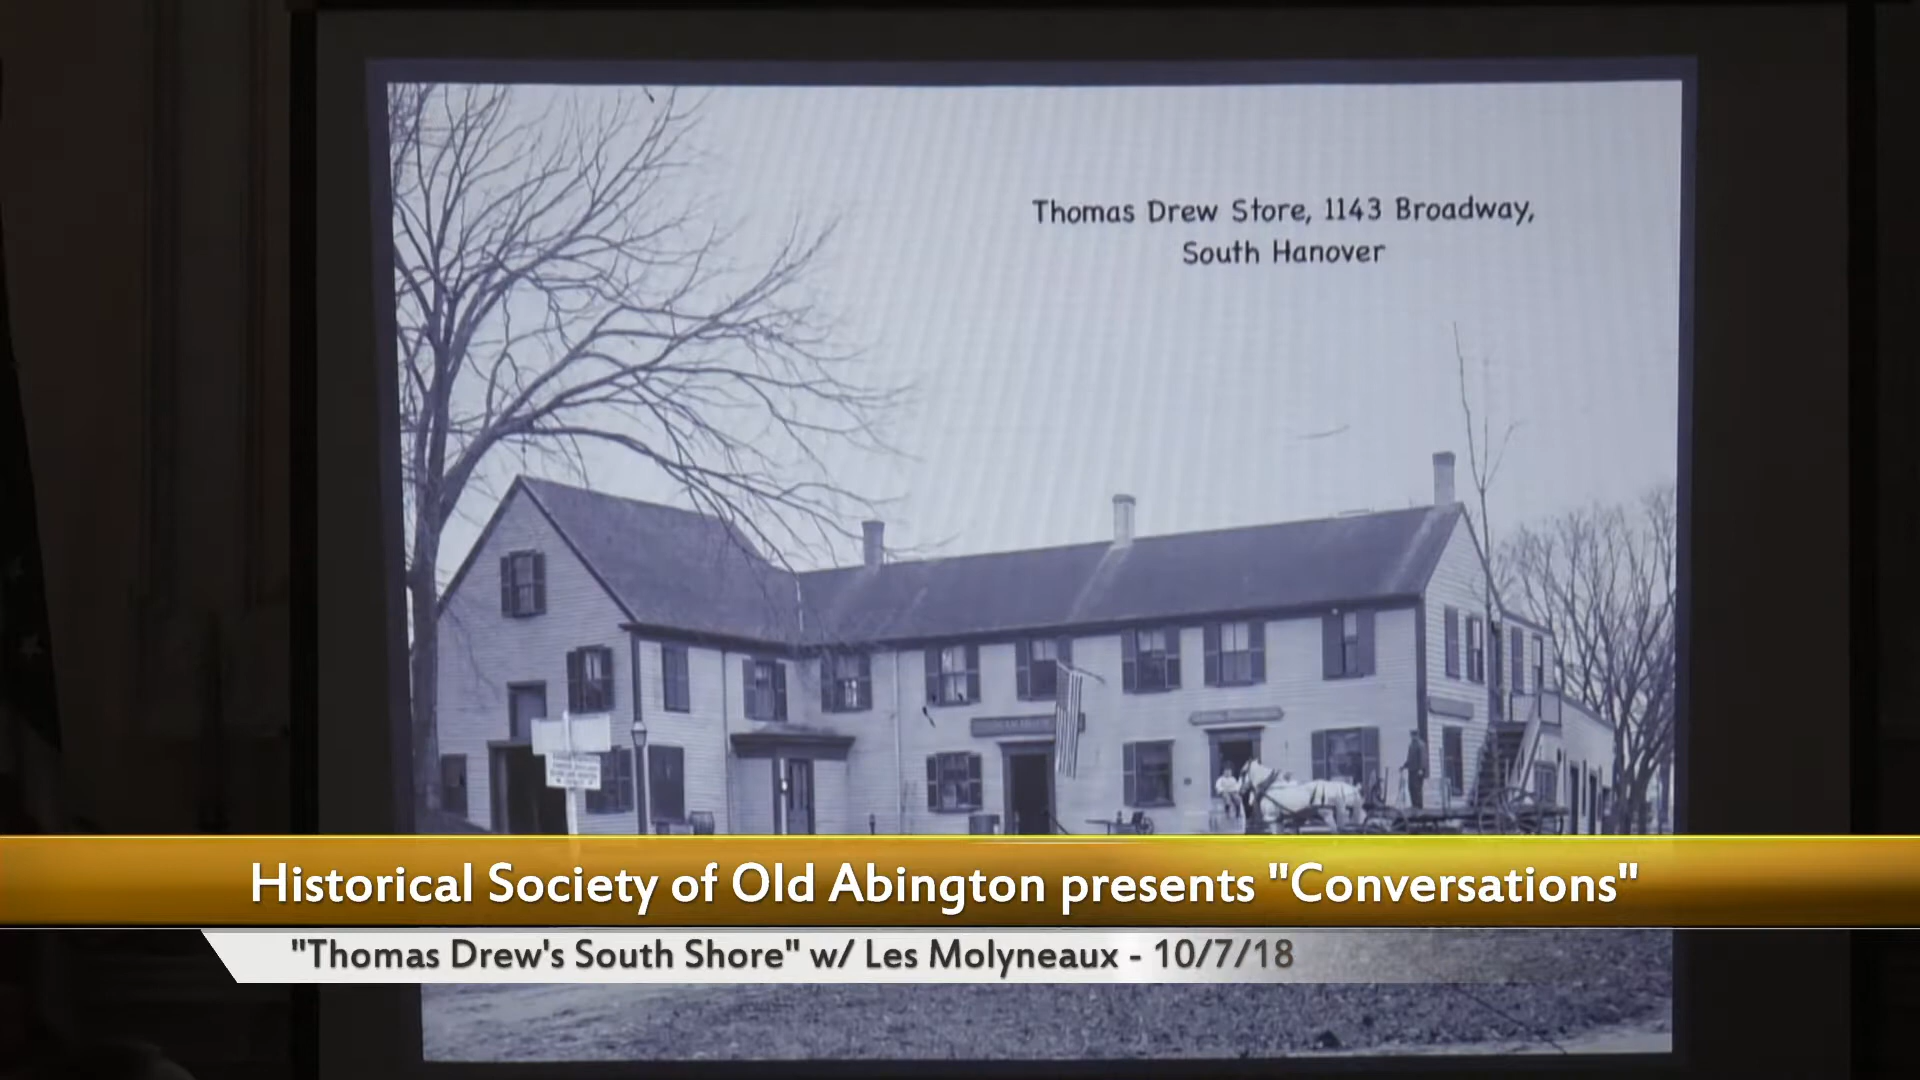 Thomas Drew Store, 1143 Broadway,
South Hanover
Historical Society of Old Abington presents "Conversations"
"Thomas Drew's South Shore" w/ Les Molyneaux - 10/7/18